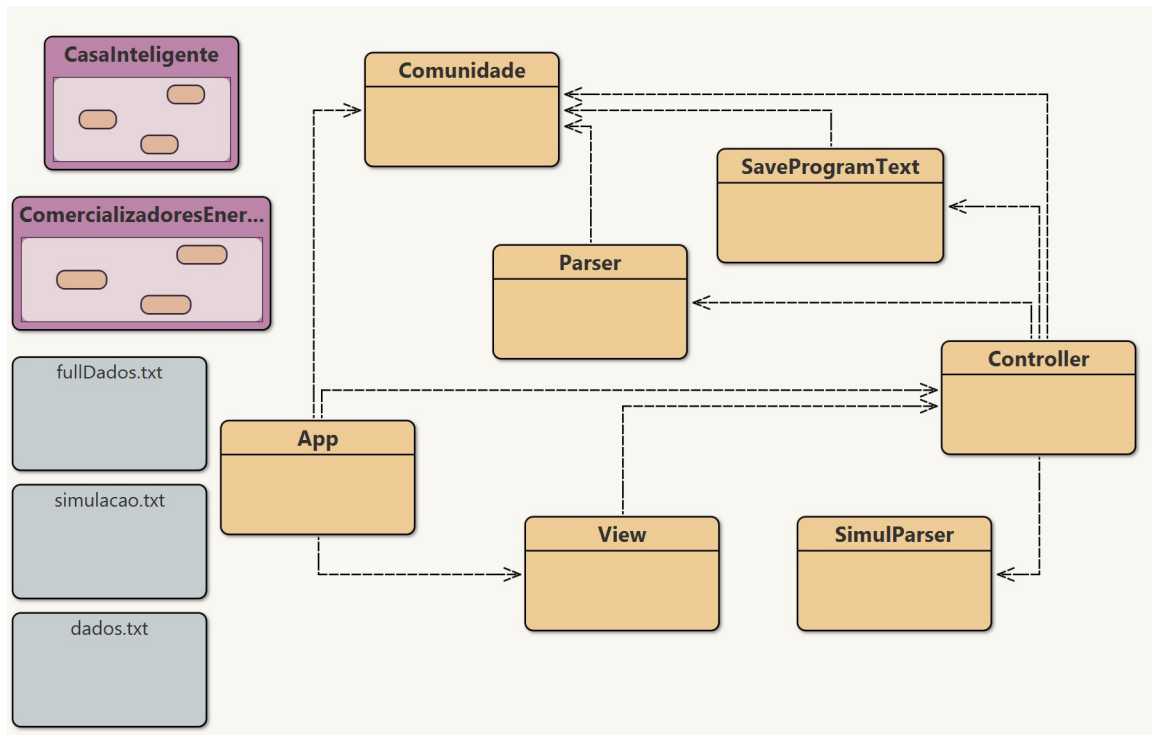 CasaInteligente
Comunidade
SaveProgramText
ComercializadoresEner...
Parser
Controller
fullDados.txt
App
simulacao.txt
View
SimulParser
dados.txt